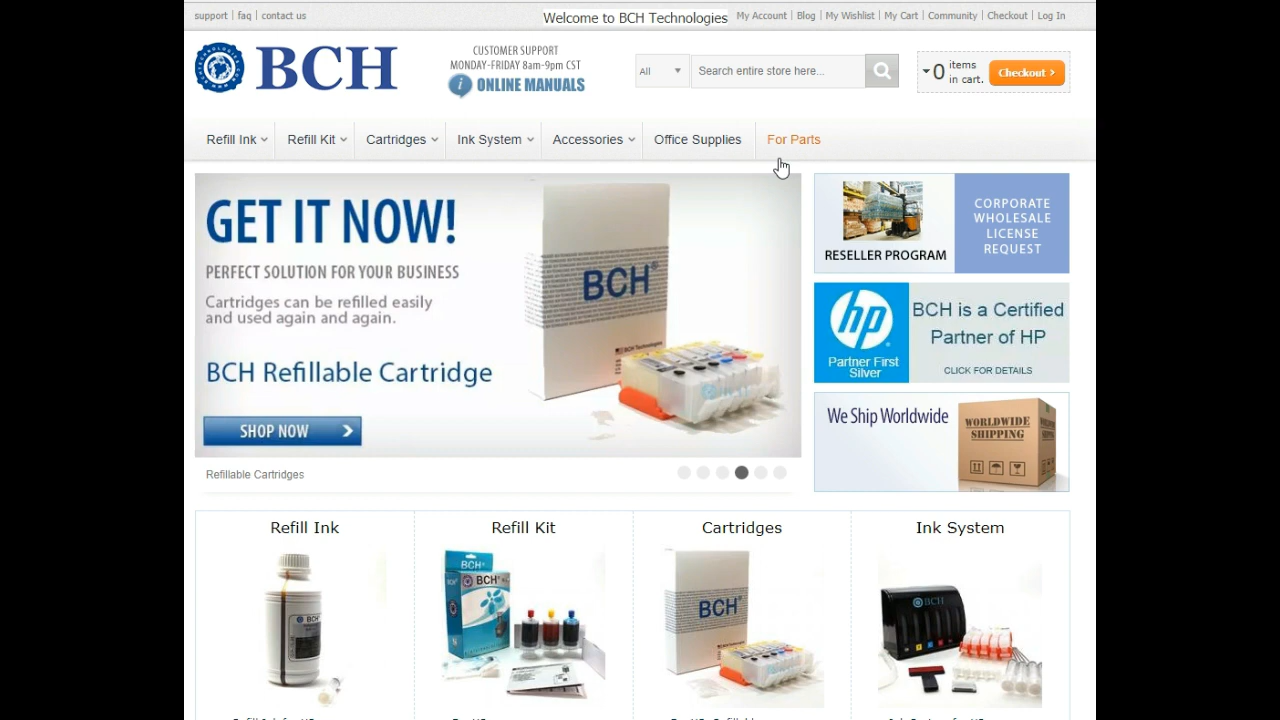 support | faq | contact us
Welcome to BCH Technologies
My Account | Blog | My Wishlist | My Cart | Community | Checkout | Log In
BCH
CUSTOMER SUPPORT
MONDAY-FRIDAY 8am-9pm CST
i ONLINE MANUALS
All
Search entire store here...
0 items
in cart.
Checkout >
Refill Ink
Refill Kit
Cartridges
Ink System
Accessories
Office Supplies
For Parts
GET IT NOW!
PERFECT SOLUTION FOR YOUR BUSINESS
Cartridges can be refilled easily
and used again and again.
BCH Refillable Cartridge
SHOP NOW
BCH®
BCH Technologies
Refillable Cartridges
RESELLER PROGRAM
CORPORATE
WHOLESALE
LICENSE
REQUEST
hp
Partner First
Silver
BCH is a Certified
Partner of HP
CLICK FOR DETAILS
We Ship Worldwide
WORLDWIDE
SHIPPING
Refill Ink
Refill Kit
Cartridges
Ink System
BCH
BCH
BCH
BCH
BCH